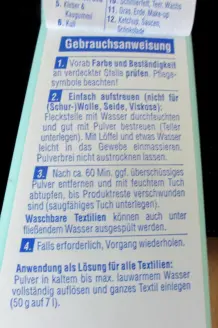 5. Kleber &
Kaugummi
6. Kuli
10. Schmierfett, Teer, Wachs
11. Gras, Erde, Make-up
12. Ketchup, Saucen,
Schokolade
Gebrauchsanweisung
1. Vorab Farbe und Beständigkeit
an verdeckter Stelle prüfen. Pflege-
symbole beachten!
2. Einfach aufstreuen (nicht für
(Schur-)Wolle, Seide, Viskose):
Fleckstelle mit Wasser durchfeuchten
und gut mit Pulver bestreuen (Teller
unterlegen). Mit Löffel und etwas Wasser
leicht in das Gewebe einmassieren.
Pulverbrei nicht austrocknen lassen.
3. Nach ca. 60 Min. ggf. überschüssiges
Pulver entfernen und mit feuchtem Tuch
abtupfen, bis Produktreste verschwunden
sind (saugfähiges Tuch unterlegen).
Waschbare Textilien können auch unter
fließendem Wasser ausgespült werden.
4. Falls erforderlich, Vorgang wiederholen.
Anwendung als Lösung für alle Textilien:
Pulver in kaltem bis max. lauwarmem Wasser
vollständig auflösen und ganzes Textil einlegen
(50 g auf 7 l).